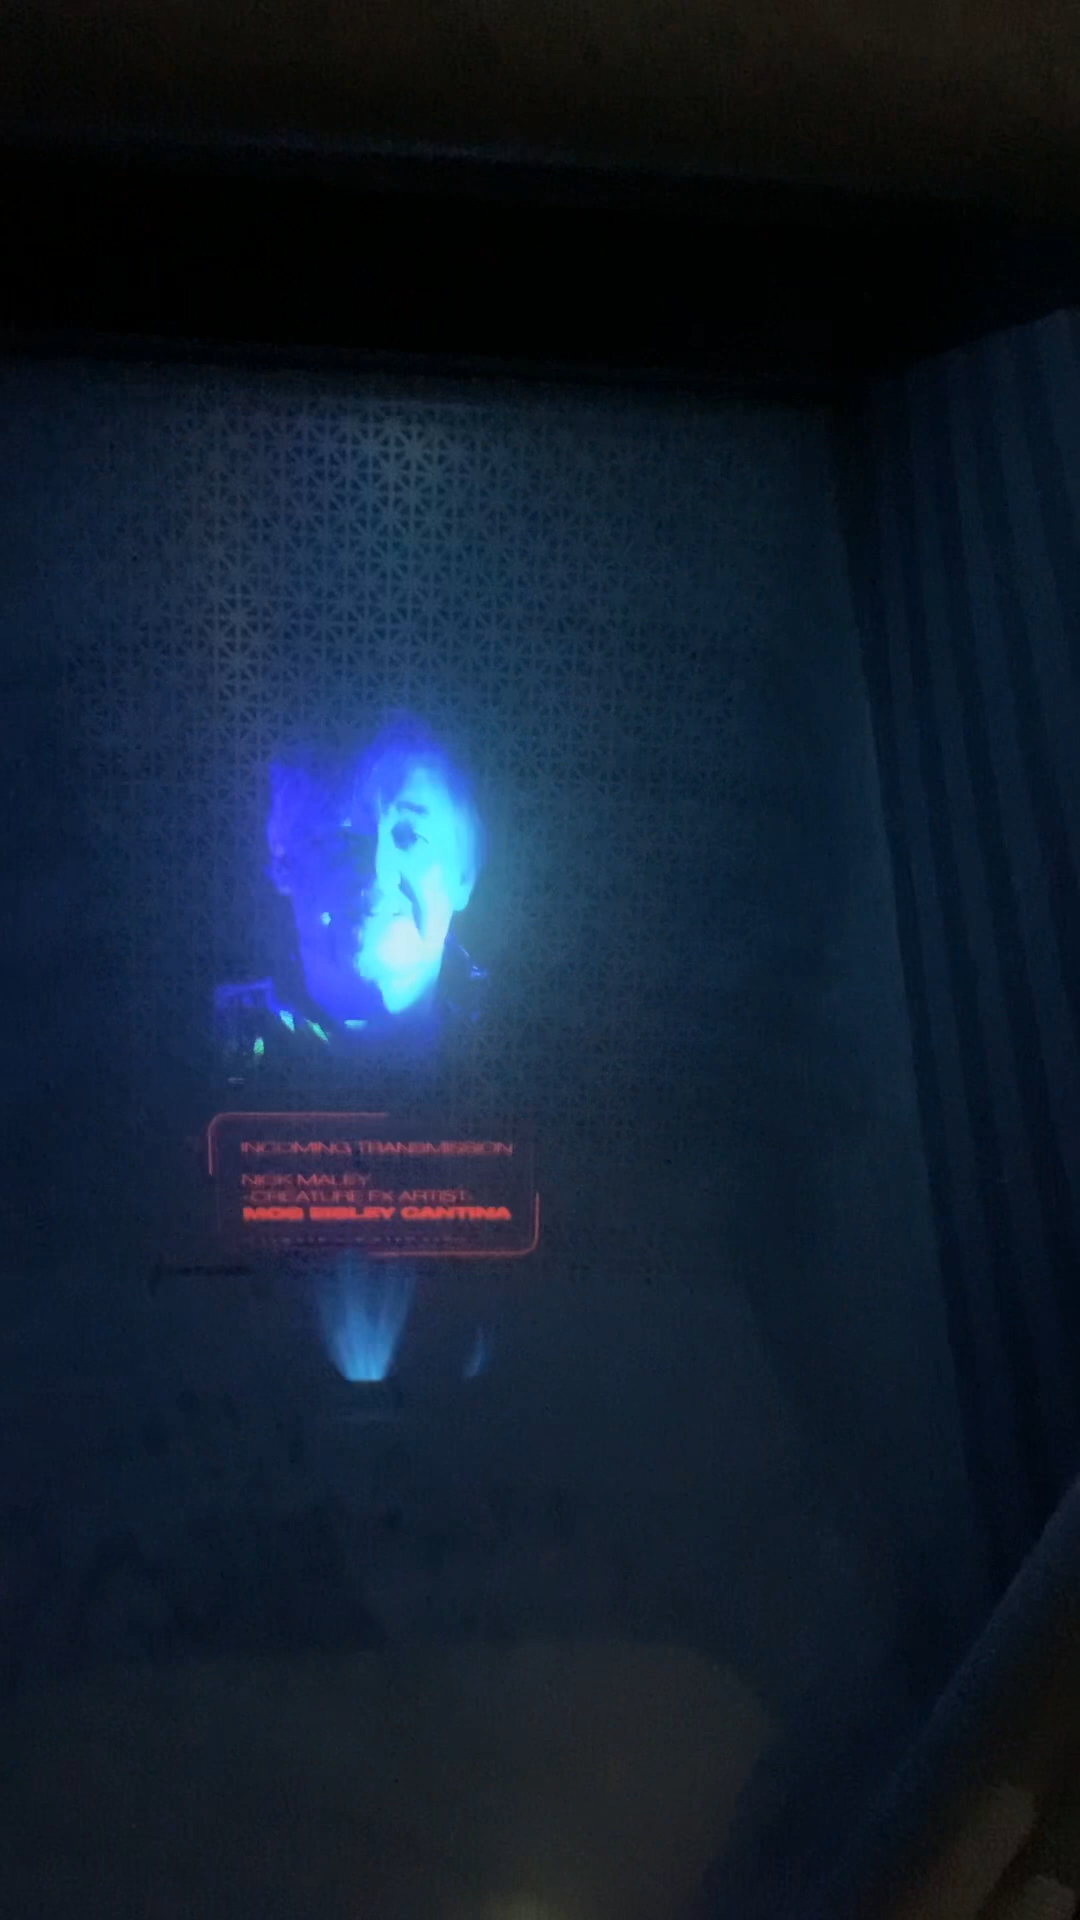 INCOMING TRANSMISSION
NICK MALEY
<CREATURE FX ARTIST>
MOS EISLEY CANTINA